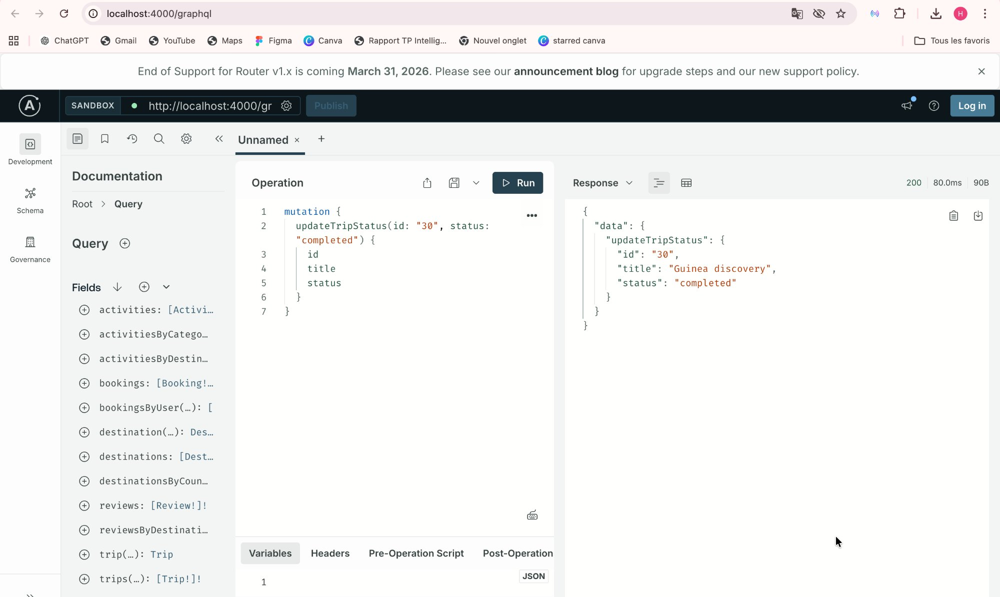 localhost:4000/graphql
H
ChatGPT
Gmail
YouTube
Maps
Figma
Canva
Rapport TP Intellig...
Nouvel onglet
starred canva
Tous les favoris
End of Support for Router v1.x is coming March 31, 2026. Please see our announcement blog for upgrade steps and our new support policy.
SANDBOX
http://localhost:4000/gr
Publish
Log in
Unnamed
Development
Schema
Governance
Documentation
Root > Query
Query
Fields
activities: [Activi…
activitiesByCatego…
activitiesByDestin…
bookings: [Booking!…
bookingsByUser(…): [
destination(…): Des…
destinations: [Dest…
destinationsByCoun…
reviews: [Review!]!
reviewsByDestinati…
trip(…): Trip
trips(…): [Trip!]!
Operation
Run
1 mutation {
2 updateTripStatus(id: "30", status:
"completed") {
3 id
4 title
5 status
6 }
7 }
Variables
Headers
Pre-Operation Script
Post-Operation
JSON
1
Response
200
80.0ms
90B
{
"data": {
"updateTripStatus": {
"id": "30",
"title": "Guinea discovery",
"status": "completed"
}
}
}